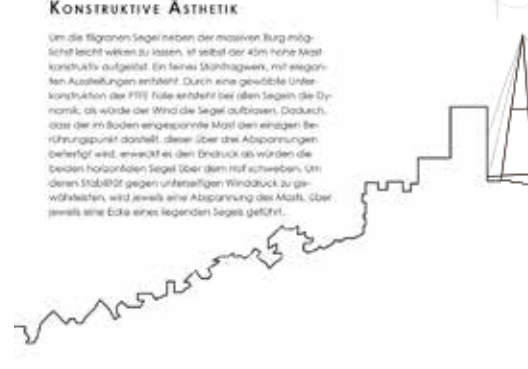 Konstruktive Ästhetik
Um die filigranen Segel neben der massiven Burg mög-
lichst leicht wirken zu lassen, ist selbst der 45m hohe Mast
konstruktiv aufgelöst. Ein feines Stahltragwerk, mit elegan-
ten Ausstellungen entsteht. Durch eine gewölbte Unter-
konstruktion der PTFE Folie entsteht bei allen Segeln die Dy-
namik, als würde der Wind die Segel aufblasen. Dadurch,
dass der im Boden eingespannte Mast den einzigen Be-
rührungspunkt darstellt, dieser über drei Abspannungen
befestigt wird, erweckt es den Eindruck als würden die
beiden horizontalen Segel über dem Hof schweben. Um
deren Stabilität gegen unterseitigen Winddruck zu ge-
währleisten, wird jeweils eine Abspannung des Masts, über
jeweils eine Ecke eines liegenden Segels geführt.